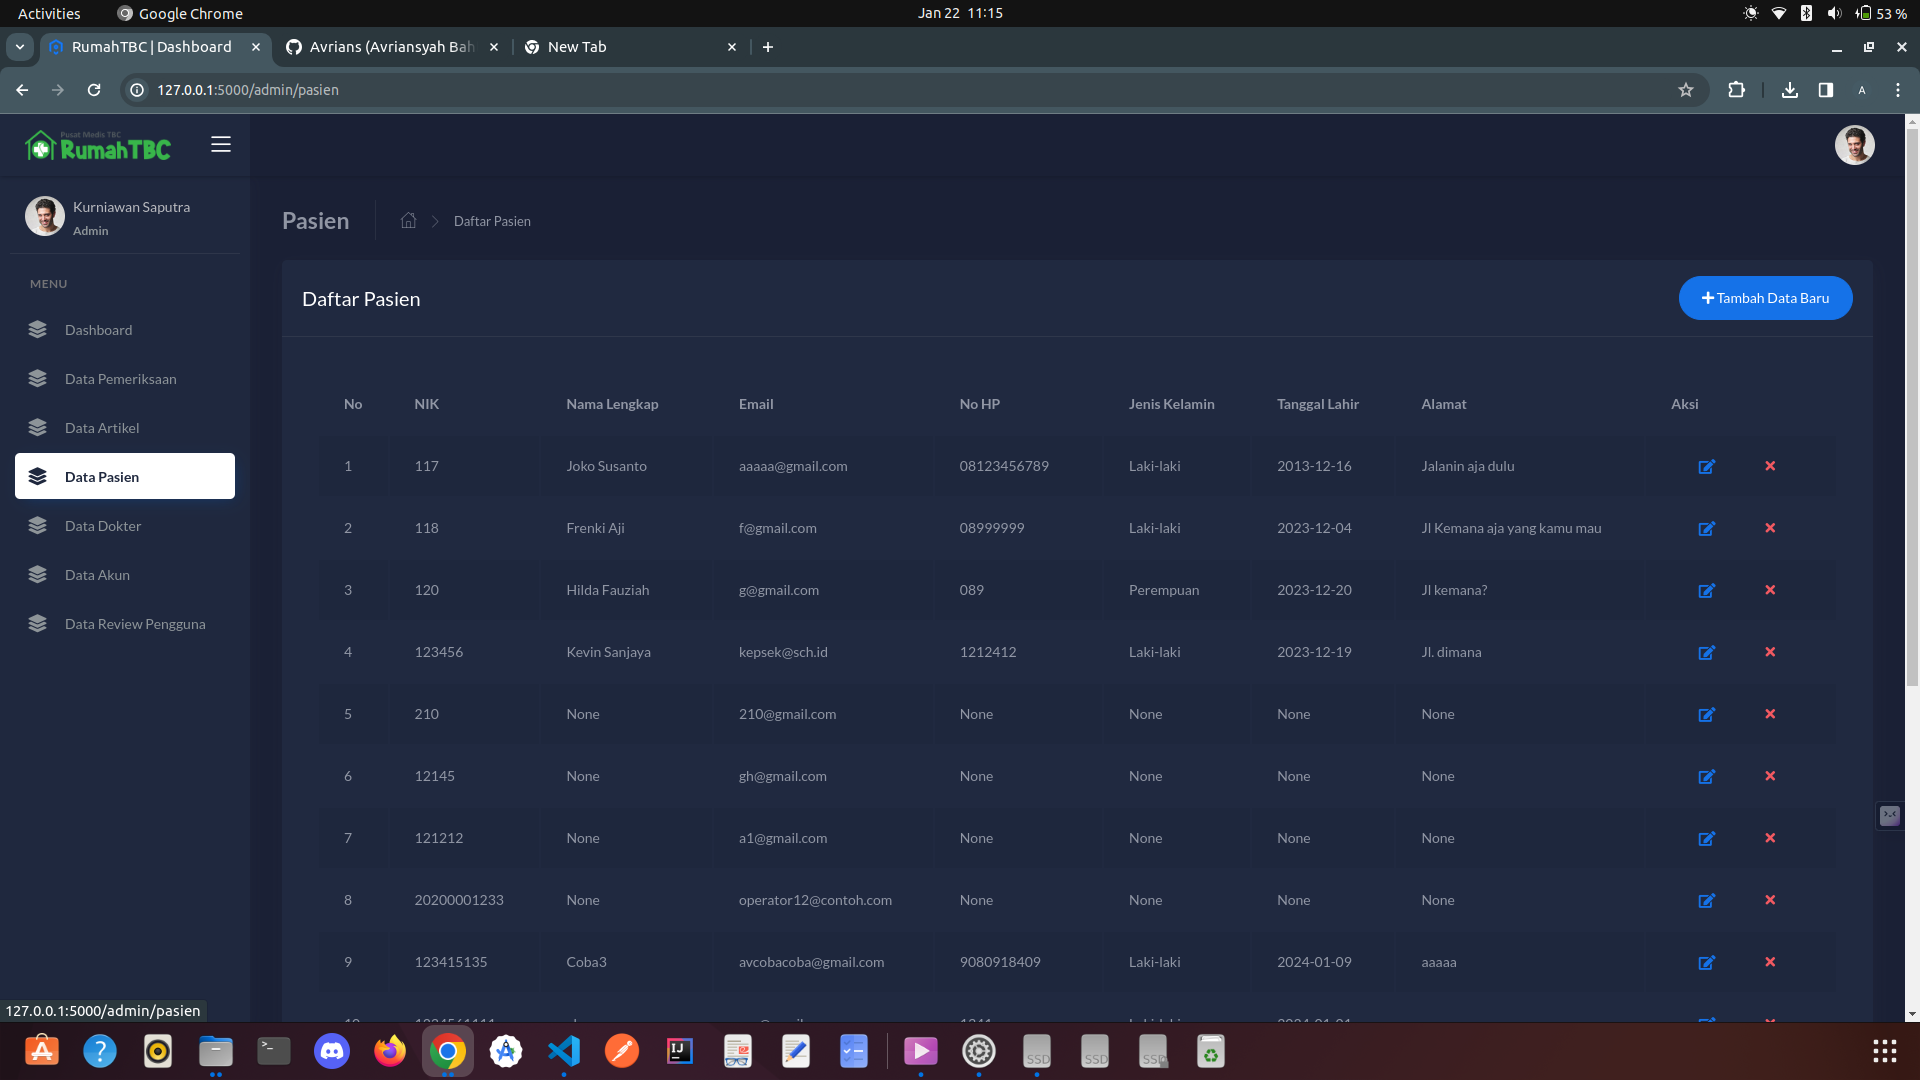 Activities
Google Chrome
Jan 22 11:15
53 %
RumahTBC | Dashboard
Avrians (Avriansyah Bah
New Tab
127.0.0.1:5000/admin/pasien
A
Pusat Medis TBC
RumahTBC
Kurniawan Saputra
Admin
MENU
Dashboard
Data Pemeriksaan
Data Artikel
Data Pasien
Data Dokter
Data Akun
Data Review Pengguna
Pasien
Daftar Pasien
Daftar Pasien
Tambah Data Baru
No NIK Nama Lengkap Email No HP Jenis Kelamin Tanggal Lahir Alamat Aksi
1 117 Joko Susanto aaaaa@gmail.com 08123456789 Laki-laki 2013-12-16 Jalanin aja dulu
2 118 Frenki Aji f@gmail.com 08999999 Laki-laki 2023-12-04 Jl Kemana aja yang kamu mau
3 120 Hilda Fauziah g@gmail.com 089 Perempuan 2023-12-20 Jl kemana?
4 123456 Kevin Sanjaya kepsek@sch.id 1212412 Laki-laki 2023-12-19 Jl. dimana
5 210 None 210@gmail.com None None None None
6 12145 None gh@gmail.com None None None None
7 121212 None a1@gmail.com None None None None
8 20200001233 None operator12@contoh.com None None None None
9 123415135 Coba3 avcobacoba@gmail.com 9080918409 Laki-laki 2024-01-09 aaaaa
127.0.0.1:5000/admin/pasien
SSD
SSD
SSD